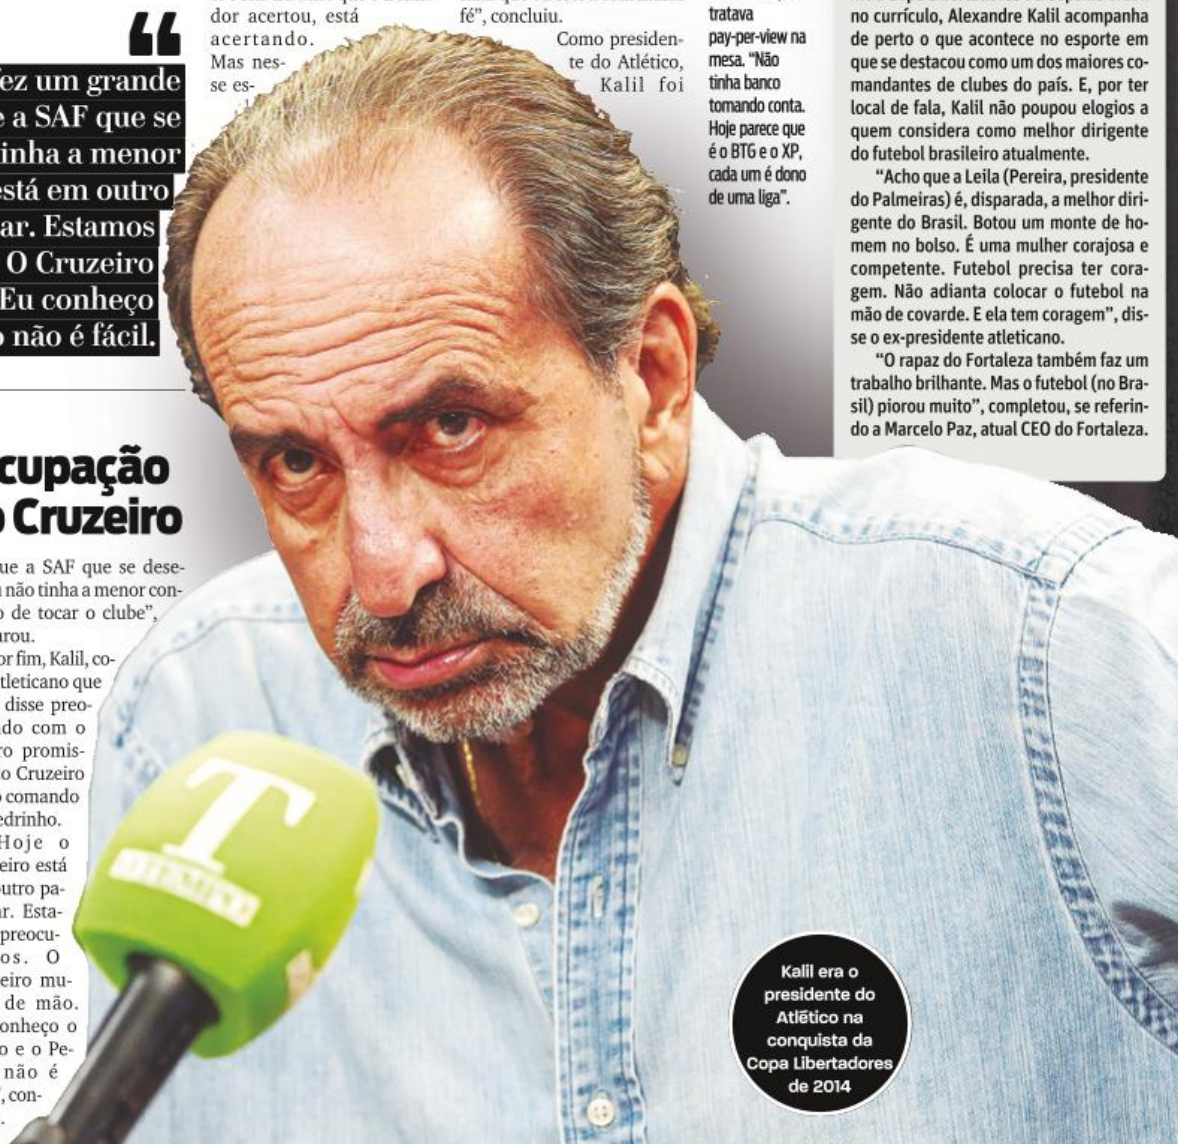 dor acertou, está
acertando.
Mas nes-
se es-
fé”, concluiu.
Como presiden-
te do Atlético,
Kalil foi
tratava
pay-per-view na
mesa. “Não
tinha banco
tomando conta.
Hoje parece que
é o BTG e o XP,
cada um é dono
de uma liga”.
no currículo, Alexandre Kalil acompanha
de perto o que acontece no esporte em
que se destacou como um dos maiores co-
mandantes de clubes do país. E, por ter
local de fala, Kalil não poupou elogios a
quem considera como melhor dirigente
do futebol brasileiro atualmente.
“Acho que a Leila (Pereira, presidente
do Palmeiras) é, disparada, a melhor diri-
gente do Brasil. Botou um monte de ho-
mem no bolso. É uma mulher corajosa e
competente. Futebol precisa ter cora-
gem. Não adianta colocar o futebol na
mão de covarde. E ela tem coragem”, dis-
se o ex-presidente atleticano.
“O rapaz do Fortaleza também faz um
trabalho brilhante. Mas o futebol (no Bra-
sil) piorou muito”, completou, se referin-
do a Marcelo Paz, atual CEO do Fortaleza.
“
ez um grande
e a SAF que se
inha a menor
está em outro
ar. Estamos
O Cruzeiro
Eu conheço
o não é fácil.
cupação
o Cruzeiro
ue a SAF que se dese-
não tinha a menor con-
o de tocar o clube”,
arou.
or fim, Kalil, co-
tleticano que
disse preo-
do com o
ro promis-
o Cruzeiro
o comando
edrinho.
Hoje o
eiro está
utro pa-
ar. Esta-
preocu-
os. O
eiro mu-
de mão.
onheço o
o e o Pe-
não é
”, con-
T
O TEMPO
Kalil era o
presidente do
Atlético na
conquista da
Copa Libertadores
de 2014